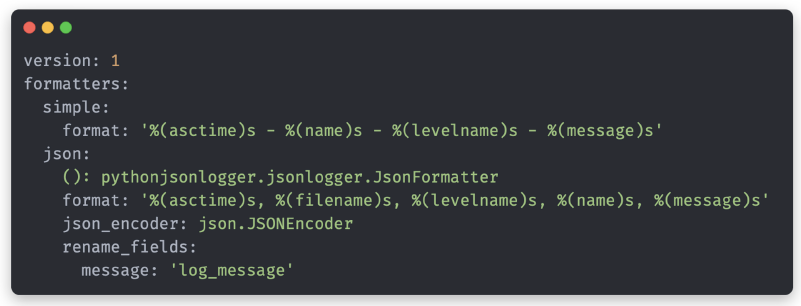 version: 1
formatters:
  simple:
    format: '%(asctime)s - %(name)s - %(levelname)s - %(message)s'
  json:
    (): pythonjsonlogger.jsonlogger.JsonFormatter
    format: '%(asctime)s, %(filename)s, %(levelname)s, %(name)s, %(message)s'
    json_encoder: json.JSONEncoder
    rename_fields:
      message: 'log_message'